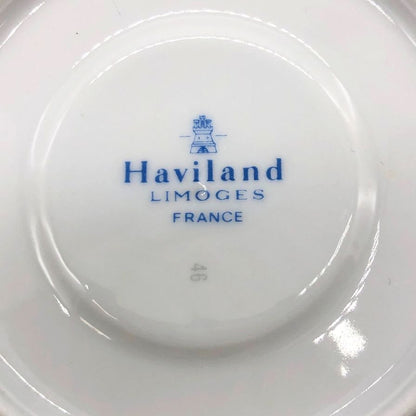 Haviland
LIMOGES
FRANCE
46